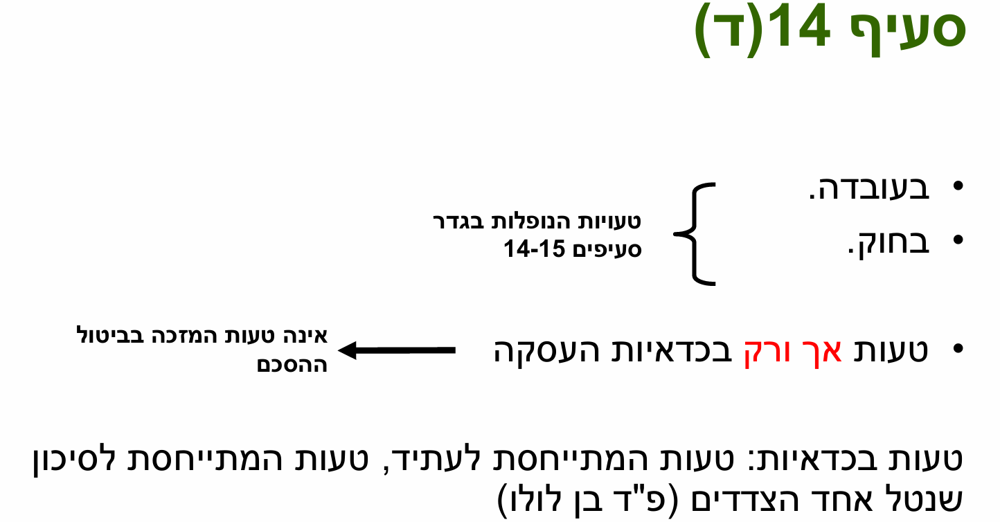 סעיף 14(ד)
• בעובדה.
• בחוק.
טעויות הנופלות בגדר
סעיפים 14-15
• טעות אך ורק בכדאיות העסקה
אינה טעות המזכה בביטול
ההסכם
טעות בכדאיות: טעות המתייחסת לעתיד, טעות המתייחסת לסיכון
שנטל אחד הצדדים (פ"ד בן לולו)